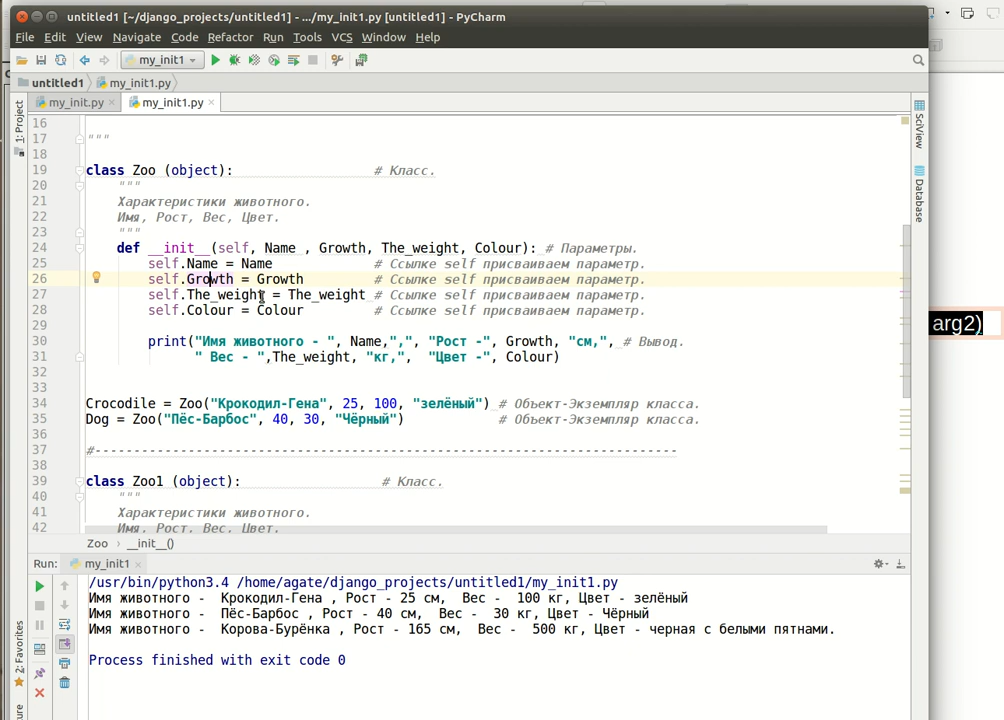 untitled1 [~/django_projects/untitled1] - .../my_init1.py [untitled1] - PyCharm
File Edit View Navigate Code Refactor Run Tools VCS Window Help
my_init1
untitled1 my_init1.py
my_init.py my_init1.py
1: Project
SciView
Database
16
17 """
18
19 class Zoo (object): # Класс.
20 """
21 Характеристики животного.
22 Имя, Рост, Вес, Цвет.
23 """
24 def __init__(self, Name , Growth, The_weight, Colour): # Параметры.
25 self.Name = Name # Ссылке self присваиваем параметр.
26 self.Growth = Growth # Ссылке self присваиваем параметр.
27 self.The_weight = The_weight # Ссылке self присваиваем параметр.
28 self.Colour = Colour # Ссылке self присваиваем параметр.
29
30 print("Имя животного - ", Name,",", "Рост -", Growth, "см,", # Вывод.
31 " Вес - ",The_weight, "кг,", "Цвет -", Colour)
32
33
34 Crocodile = Zoo("Крокодил-Гена", 25, 100, "зелёный") # Объект-Экземпляр класса.
35 Dog = Zoo("Пёс-Барбос", 40, 30, "Чёрный") # Объект-Экземпляр класса.
36
37 #---------------------------------------------------------------------------
38
39 class Zoo1 (object): # Класс.
40 """
41 Характеристики животного.
42 Имя, Рост, Вес, Цвет.
arg2)
Zoo › __init__()
Run: my_init1
/usr/bin/python3.4 /home/agate/django_projects/untitled1/my_init1.py
Имя животного - Крокодил-Гена , Рост - 25 см, Вес - 100 кг, Цвет - зелёный
Имя животного - Пёс-Барбос , Рост - 40 см, Вес - 30 кг, Цвет - Чёрный
Имя животного - Корова-Бурёнка , Рост - 165 см, Вес - 500 кг, Цвет - черная с белыми пятнами.
Process finished with exit code 0
2: Favorites